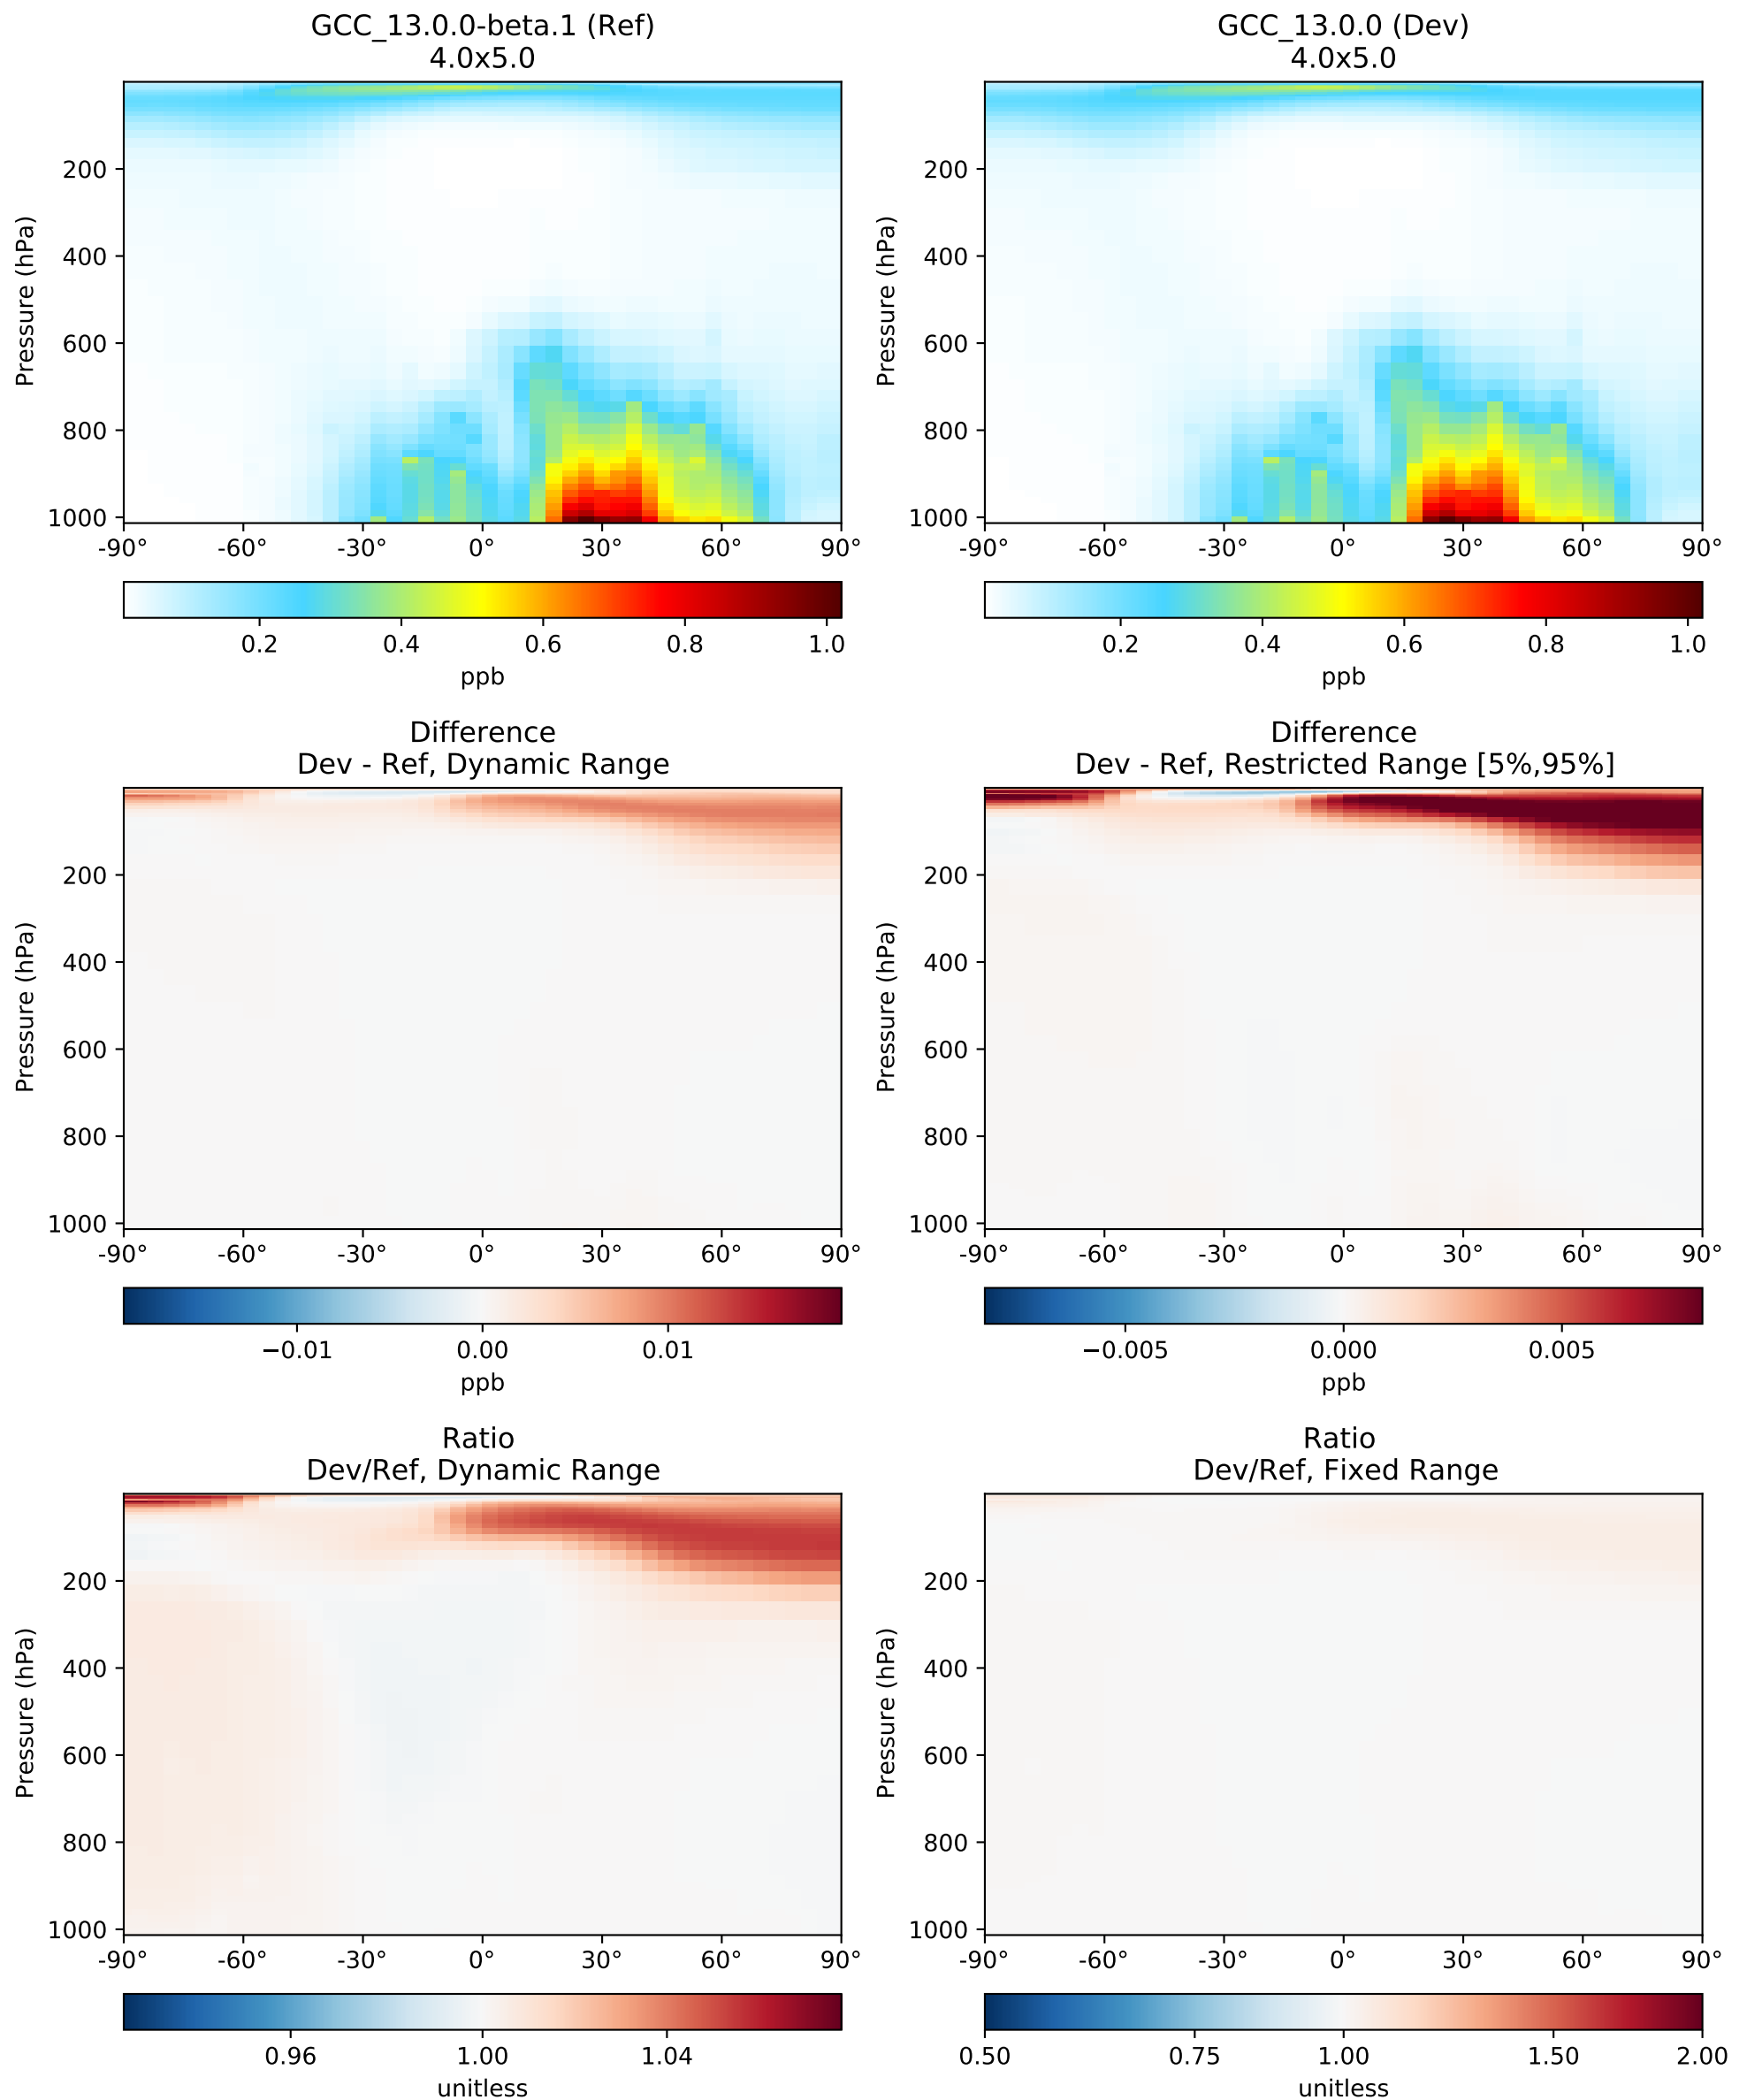 GCC_13.0.0-beta.1 (Ref)
4.0x5.0
GCC_13.0.0 (Dev)
4.0x5.0
Pressure (hPa)
200
400
600
800
1000
-90° -60° -30° 0° 30° 60° 90°
0.2 0.4 0.6 0.8 1.0
ppb
Pressure (hPa)
200
400
600
800
1000
-90° -60° -30° 0° 30° 60° 90°
0.2 0.4 0.6 0.8 1.0
ppb
Difference
Dev - Ref, Dynamic Range
Difference
Dev - Ref, Restricted Range [5%,95%]
Pressure (hPa)
200
400
600
800
1000
-90° -60° -30° 0° 30° 60° 90°
−0.01 0.00 0.01
ppb
Pressure (hPa)
200
400
600
800
1000
-90° -60° -30° 0° 30° 60° 90°
−0.005 0.000 0.005
ppb
Ratio
Dev/Ref, Dynamic Range
Ratio
Dev/Ref, Fixed Range
Pressure (hPa)
200
400
600
800
1000
-90° -60° -30° 0° 30° 60° 90°
0.96 1.00 1.04
unitless
Pressure (hPa)
200
400
600
800
1000
-90° -60° -30° 0° 30° 60° 90°
0.50 0.75 1.00 1.50 2.00
unitless